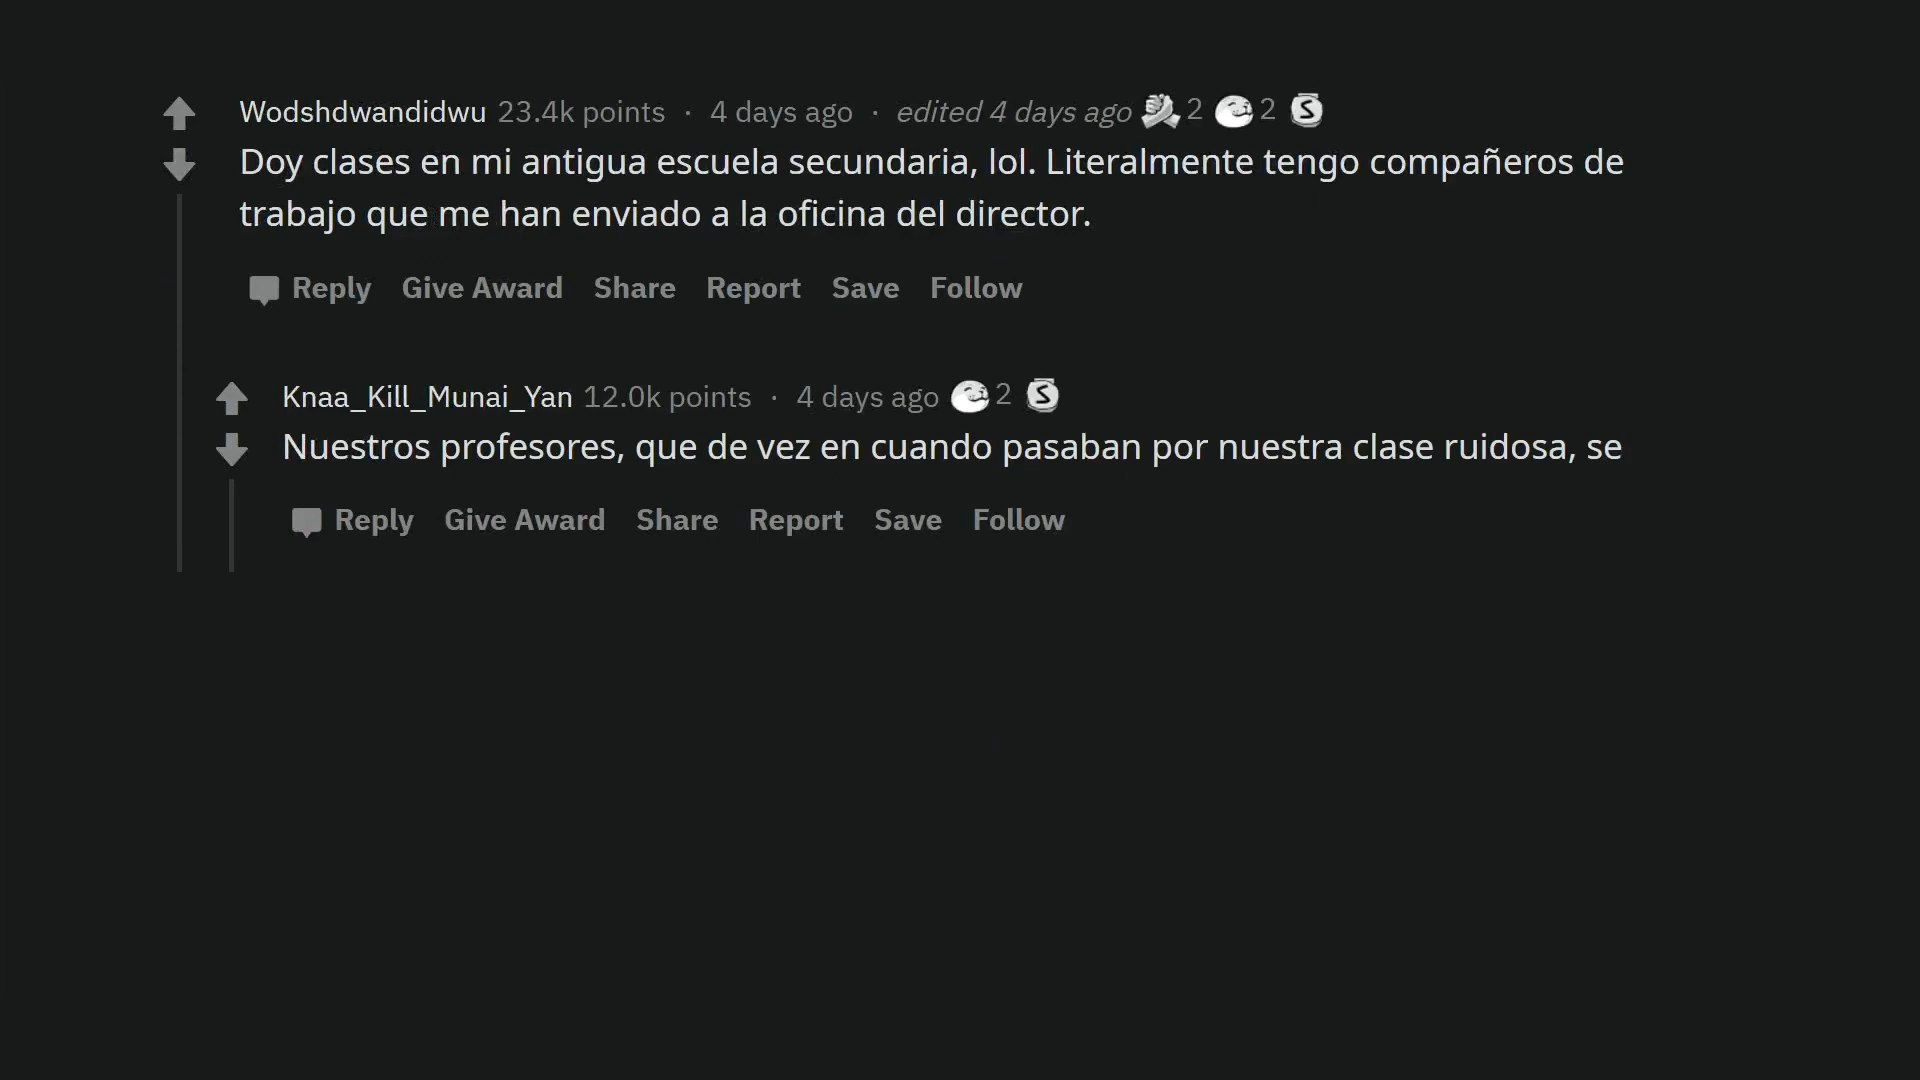 Wodshdwandidwu 23.4k points · 4 days ago · edited 4 days ago 2 2 S
Doy clases en mi antigua escuela secundaria, lol. Literalmente tengo compañeros de
trabajo que me han enviado a la oficina del director.
Reply Give Award Share Report Save Follow
Knaa_Kill_Munai_Yan 12.0k points · 4 days ago 2 S
Nuestros profesores, que de vez en cuando pasaban por nuestra clase ruidosa, se
Reply Give Award Share Report Save Follow